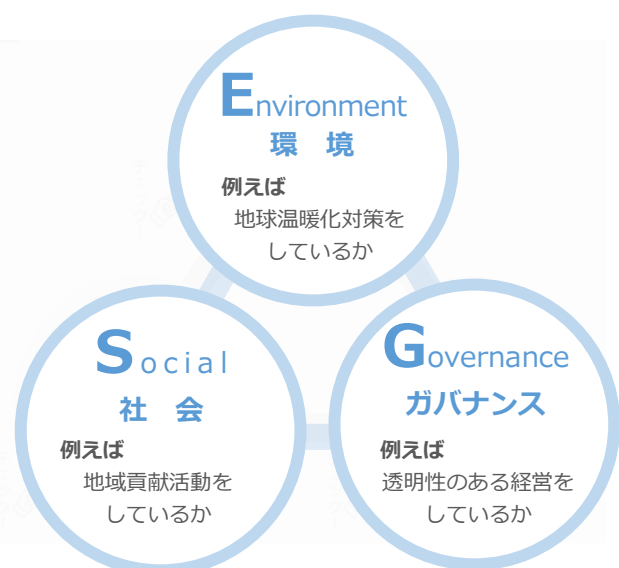 Environment
環 境
例えば
地球温暖化対策を
しているか
Social
社 会
例えば
地域貢献活動を
しているか
Governance
ガバナンス
例えば
透明性のある経営を
しているか